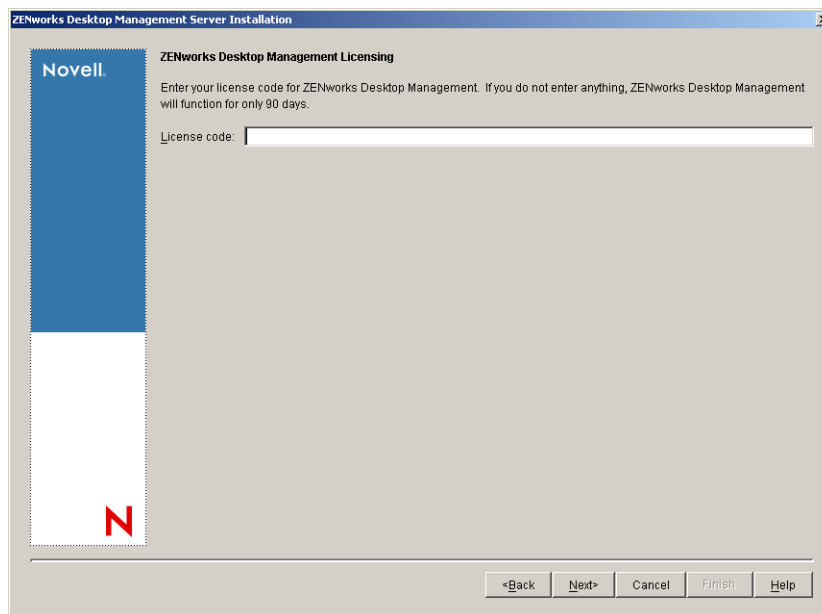 ZENworks Desktop Management Server Installation
Novell.
ZENworks Desktop Management Licensing
Enter your license code for ZENworks Desktop Management. If you do not enter anything, ZENworks Desktop Management
will function for only 90 days.
License code:
N
<Back Next> Cancel Finish Help